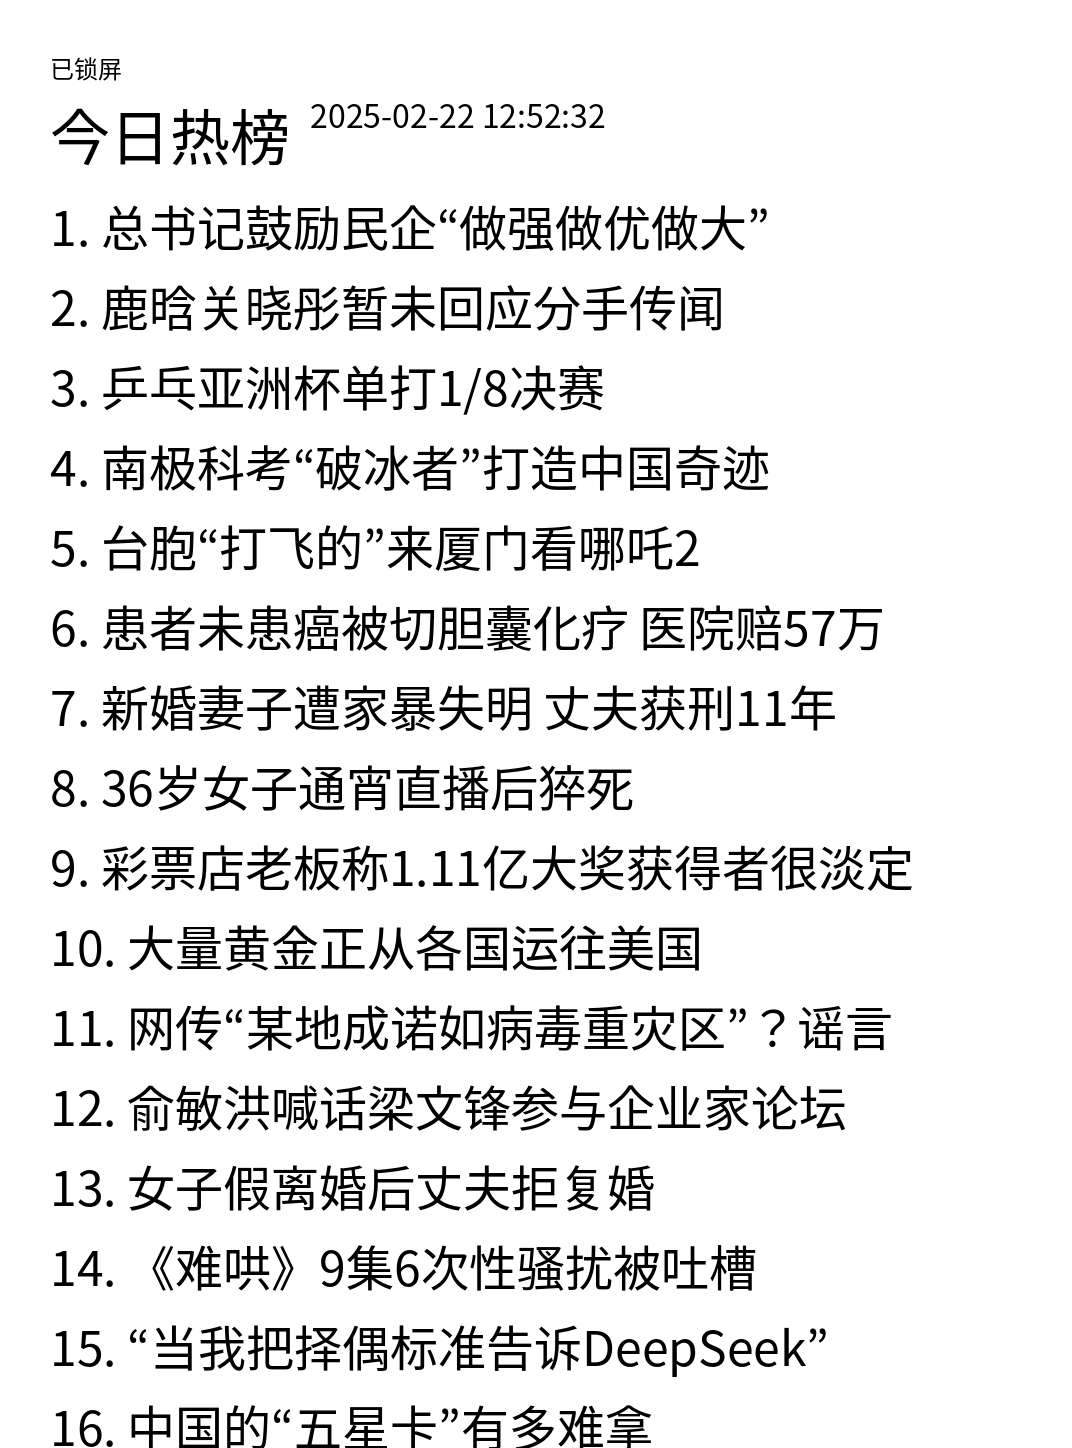 已锁屏
今日热榜 2025-02-22 12:52:32
1. 总书记鼓励民企“做强做优做大”
2. 鹿晗关晓彤暂未回应分手传闻
3. 乒乓亚洲杯单打1/8决赛
4. 南极科考“破冰者”打造中国奇迹
5. 台胞“打飞的”来厦门看哪吒2
6. 患者未患癌被切胆囊化疗 医院赔57万
7. 新婚妻子遭家暴失明 丈夫获刑11年
8. 36岁女子通宵直播后猝死
9. 彩票店老板称1.11亿大奖获得者很淡定
10. 大量黄金正从各国运往美国
11. 网传“某地成诺如病毒重灾区”？谣言
12. 俞敏洪喊话梁文锋参与企业家论坛
13. 女子假离婚后丈夫拒复婚
14. 《难哄》9集6次性骚扰被吐槽
15. “当我把择偶标准告诉DeepSeek”
16. 中国的“五星卡”有多难拿